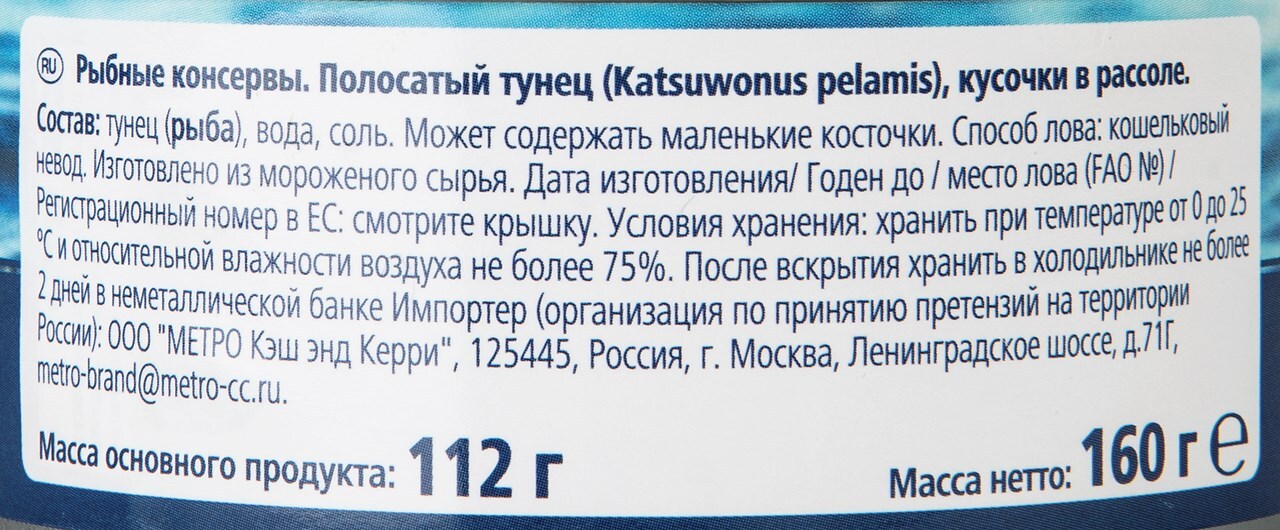 RU Рыбные консервы. Полосатый тунец (Katsuwonus pelamis), кусочки в рассоле.
Состав: тунец (рыба), вода, соль. Может содержать маленькие косточки. Способ лова: кошельковый
невод. Изготовлено из мороженого сырья. Дата изготовления/ Годен до / место лова (FAO №) /
Регистрационный номер в ЕС: смотрите крышку. Условия хранения: хранить при температуре от 0 до 25
°С и относительной влажности воздуха не более 75%. После вскрытия хранить в холодильнике не более
2 дней в неметаллической банке Импортер (организация по принятию претензий на территории
России): ООО "МЕТРО Кэш энд Керри", 125445, Россия, г. Москва, Ленинградское шоссе, д.71Г,
metro-brand@metro-cc.ru.
Масса основного продукта: 112 г
Масса нетто: 160 г ℮